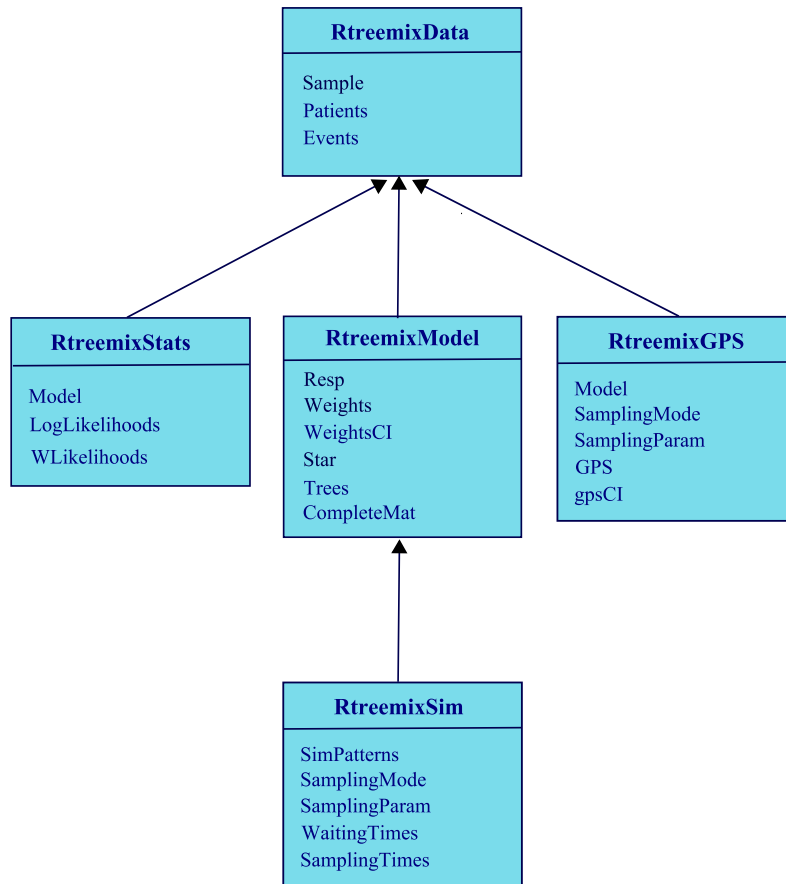 RtreemixData
Sample
Patients
Events
RtreemixStats
Model
LogLikelihoods
WLikelihoods
RtreemixModel
Resp
Weights
WeightsCI
Star
Trees
CompleteMat
RtreemixGPS
Model
SamplingMode
SamplingParam
GPS
gpsCI
RtreemixSim
SimPatterns
SamplingMode
SamplingParam
WaitingTimes
SamplingTimes